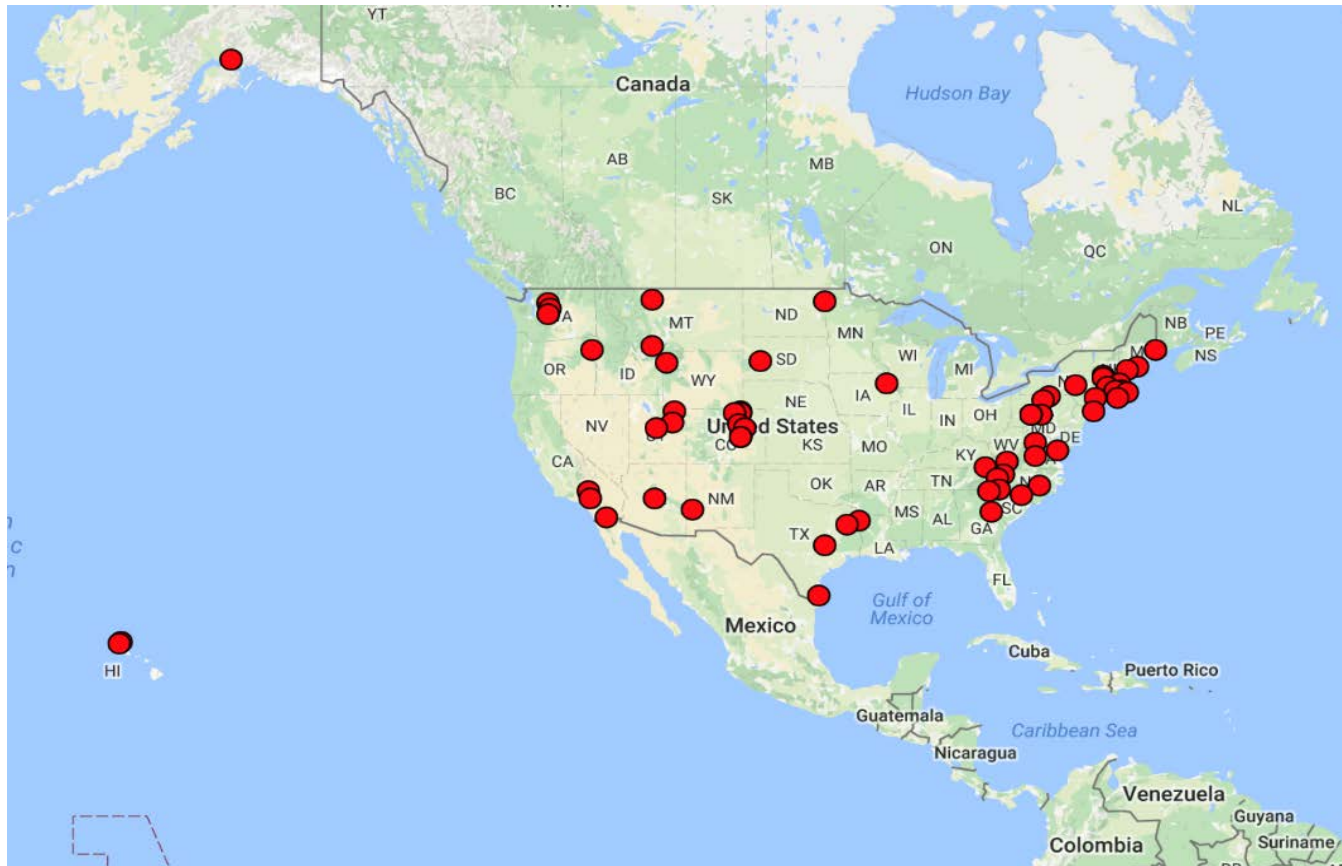 YT
Canada
Hudson Bay
AB
MB
BC
SK
NL
ON
QC
NB
PE
NS
MT
ND
MN
OR
ID
SD
WI
MI
WY
IA
NE
IL
IN
OH
NV
United States
MD
DE
CA
KS
MO
WV
KY
OK
AR
TN
NM
MS
AL
SC
GA
TX
LA
FL
Gulf of
Mexico
Mexico
Cuba
HI
Puerto Rico
Guatemala
Caribbean Sea
Nicaragua
Venezuela
Guyana
Suriname
Colombia